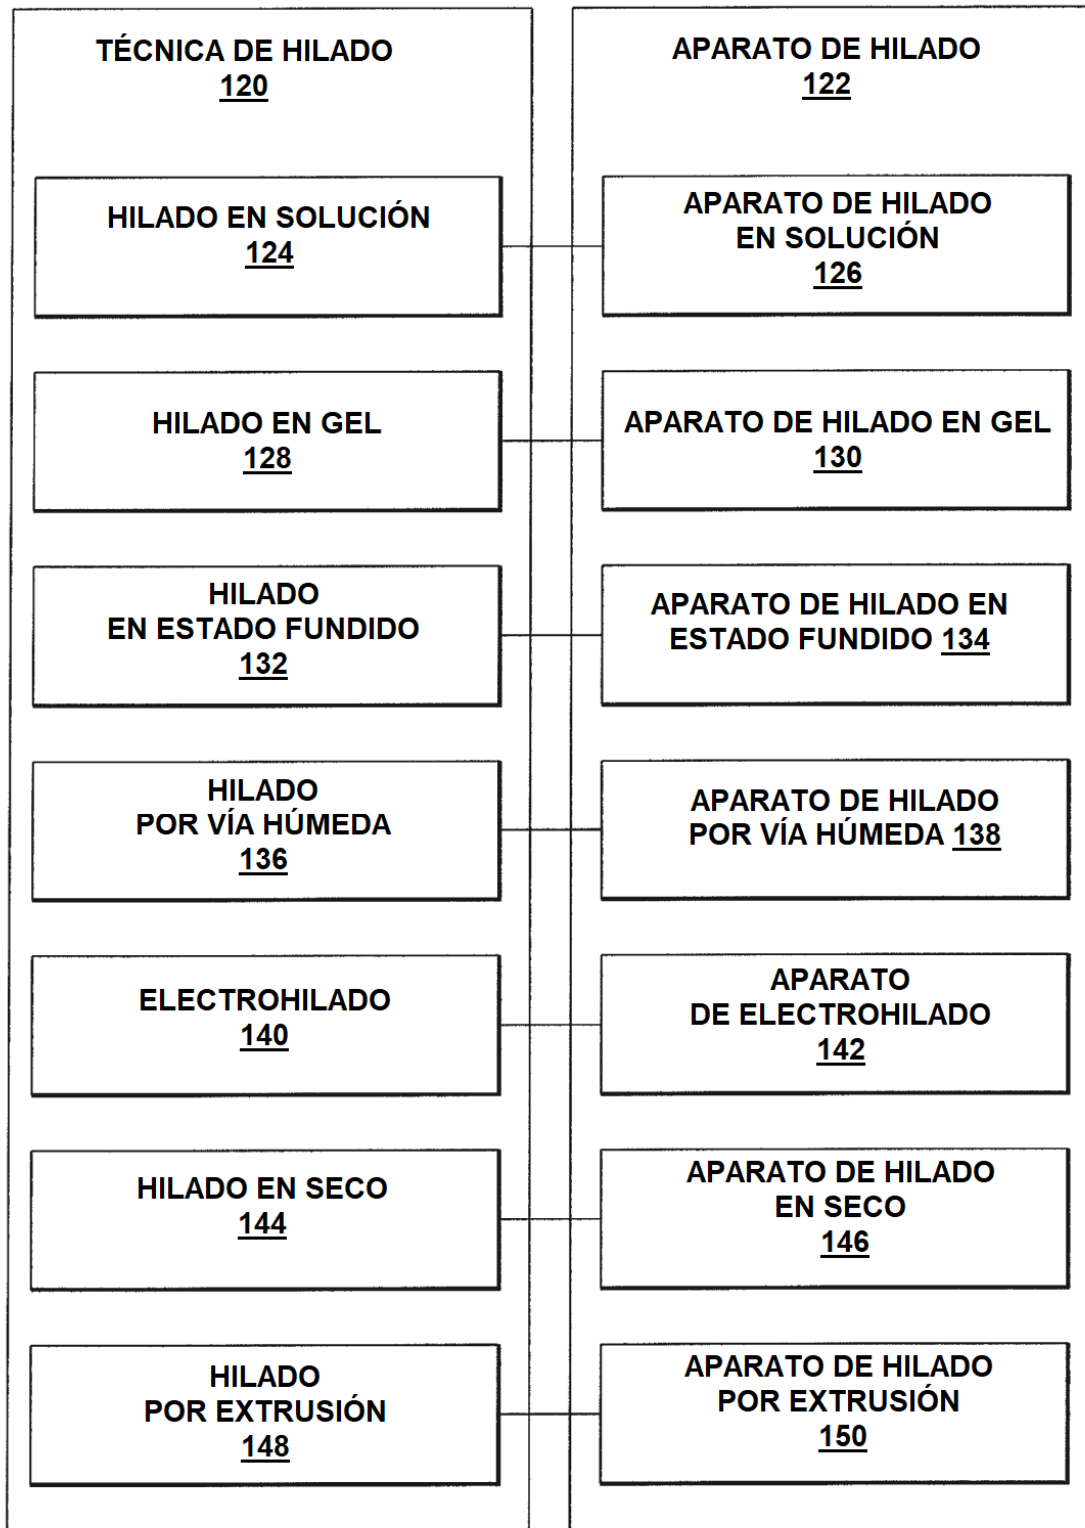 TÉCNICA DE HILADO
120
HILADO EN SOLUCIÓN
124
HILADO EN GEL
128
HILADO
EN ESTADO FUNDIDO
132
HILADO
POR VÍA HÚMEDA
136
ELECTROHILADO
140
HILADO EN SECO
144
HILADO
POR EXTRUSIÓN
148
APARATO DE HILADO
122
APARATO DE HILADO
EN SOLUCIÓN
126
APARATO DE HILADO EN GEL
130
APARATO DE HILADO EN
ESTADO FUNDIDO 134
APARATO DE HILADO
POR VÍA HÚMEDA 138
APARATO
DE ELECTROHILADO
142
APARATO DE HILADO
EN SECO
146
APARATO DE HILADO
POR EXTRUSIÓN
150